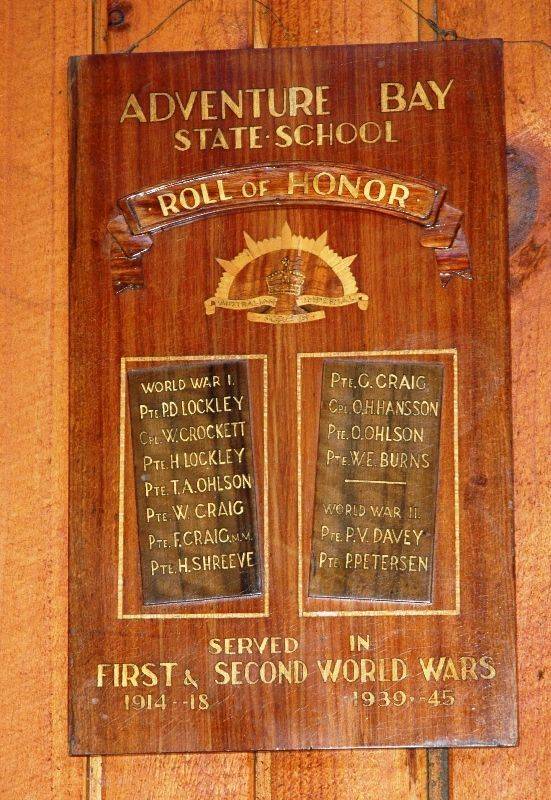 ADVENTURE BAY
STATE·SCHOOL
ROLL OF HONOR
AUSTRALIAN IMPERIAL
WORLD WAR I.
PTE. P.D. LOCKLEY
CPL. W. CROCKETT
PTE. H. LOCKLEY
PTE. T.A. OHLSON
PTE. W. CRAIG
PTE. F. CRAIG. M.M.
PTE. H. SHREEVE
PTE. G. CRAIG
CPL. O.H. HANSSON
PTE. O. OHLSON
PTE. W.E. BURNS
WORLD WAR II.
PTE. P.V. DAVEY
PTE. P. PETERSEN
SERVED IN
FIRST & SECOND WORLD WARS
1914--18 1939--45